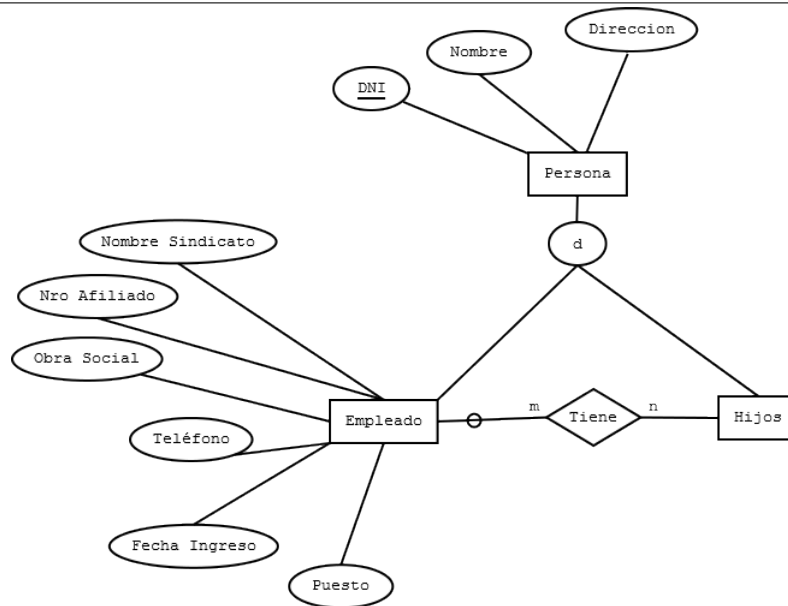 Direccion
Nombre
DNI
Persona
d
Nombre Sindicato
Nro Afiliado
Obra Social
Empleado
m
Tiene
n
Hijos
Teléfono
Fecha Ingreso
Puesto